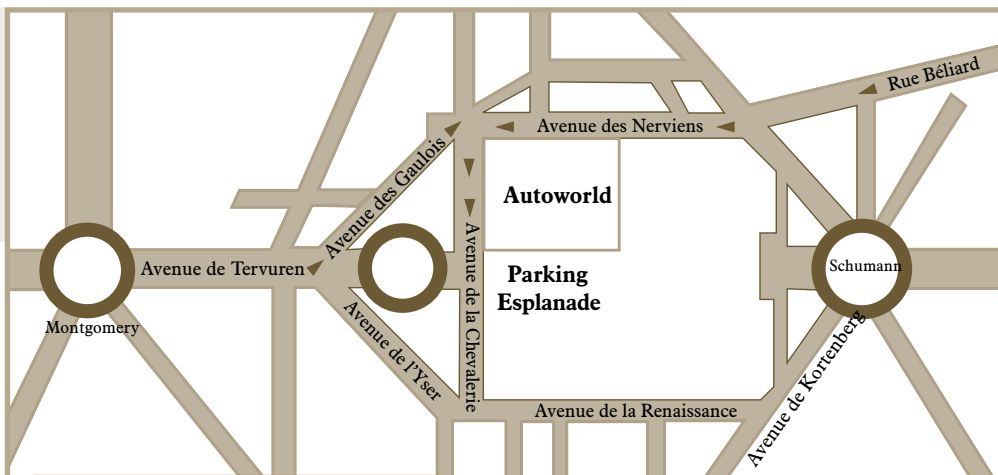 Rue Béliard
Avenue des Nerviens
Avenue des Gaulois
Autoworld
Avenue de Tervuren
Avenue de la Chevalerie
Parking
Esplanade
Schumann
Montgomery
Avenue de l'Yser
Avenue de Kortenberg
Avenue de la Renaissance